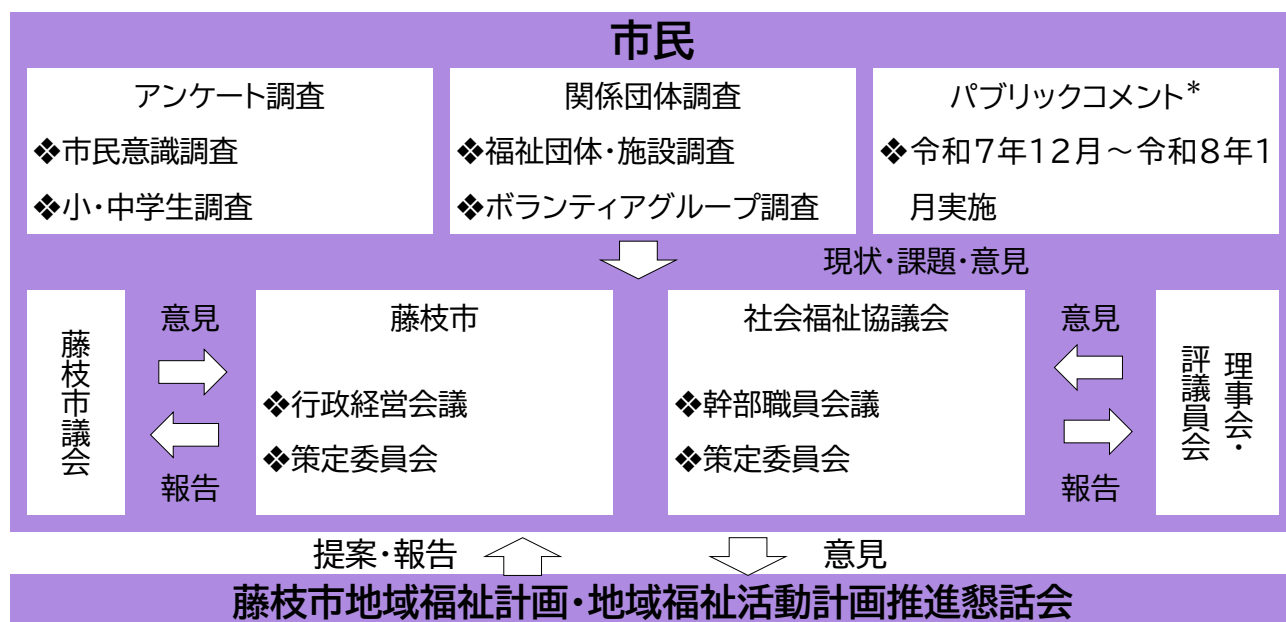 市民
アンケート調査
❖市民意識調査
❖小・中学生調査
関係団体調査
❖福祉団体・施設調査
❖ボランティアグループ調査
パブリックコメント*
❖令和7年12月～令和8年1
月実施
現状・課題・意見
藤枝市議会
意見
報告
藤枝市
❖行政経営会議
❖策定委員会
社会福祉協議会
❖幹部職員会議
❖策定委員会
意見
報告
理事会・
評議員会
提案・報告
意見
藤枝市地域福祉計画・地域福祉活動計画推進懇話会